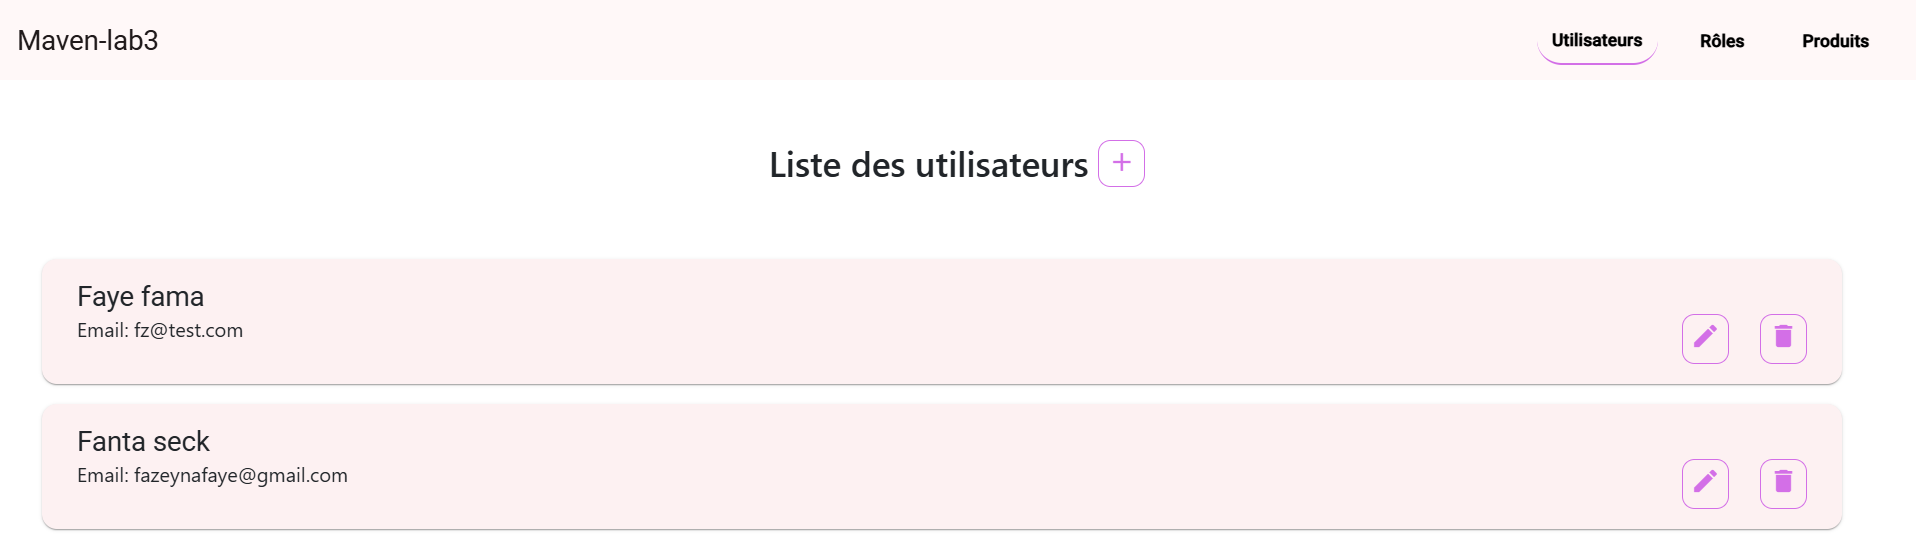 Maven-lab3
Utilisateurs
Rôles
Produits
Liste des utilisateurs +
Faye fama
Email: fz@test.com
Fanta seck
Email: fazeynafaye@gmail.com